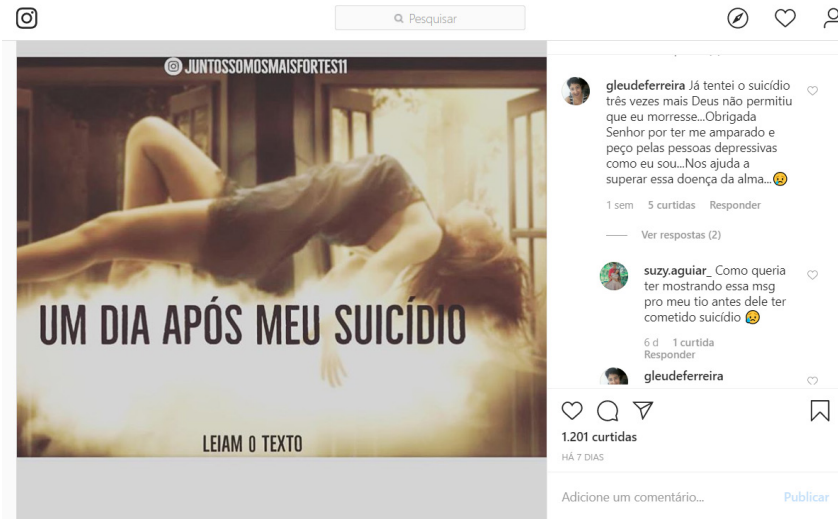 Pesquisar
JUNTOSSOMOSMAISFORTES11
UM DIA APÓS MEU SUICÍDIO
LEIAM O TEXTO
gleudeferreira Já tentei o suicídio
três vezes mais Deus não permitiu
que eu morresse...Obrigada
Senhor por ter me amparado e
peço pelas pessoas depressivas
como eu sou...Nos ajuda a
superar essa doença da alma...😥
1 sem 5 curtidas Responder
Ver respostas (2)
suzy.aguiar_ Como queria
ter mostrando essa msg
pro meu tio antes dele ter
cometido suicídio 😥
6 d 1 curtida
Responder
gleudeferreira
1.201 curtidas
HÁ 7 DIAS
Adicione um comentário...
Publicar